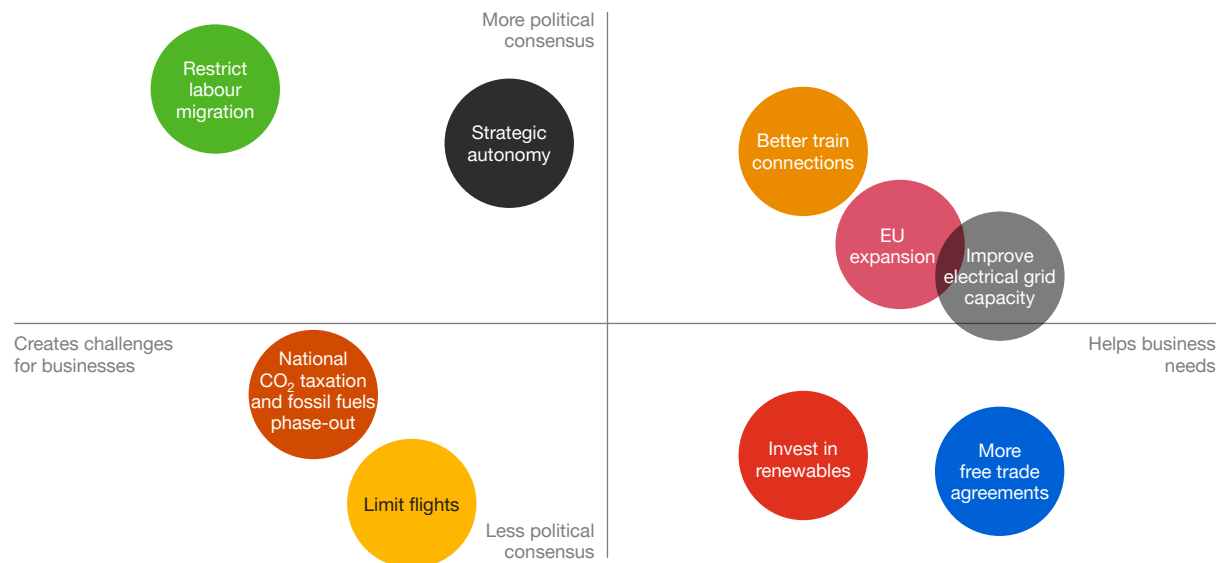 More political
consensus
Restrict
labour
migration
Strategic
autonomy
Better train
connections
EU
expansion
Improve
electrical grid
capacity
Creates challenges
for businesses
Helps business
needs
National
CO₂ taxation
and fossil fuels
phase-out
Invest in
renewables
More
free trade
agreements
Limit flights
Less political
consensus